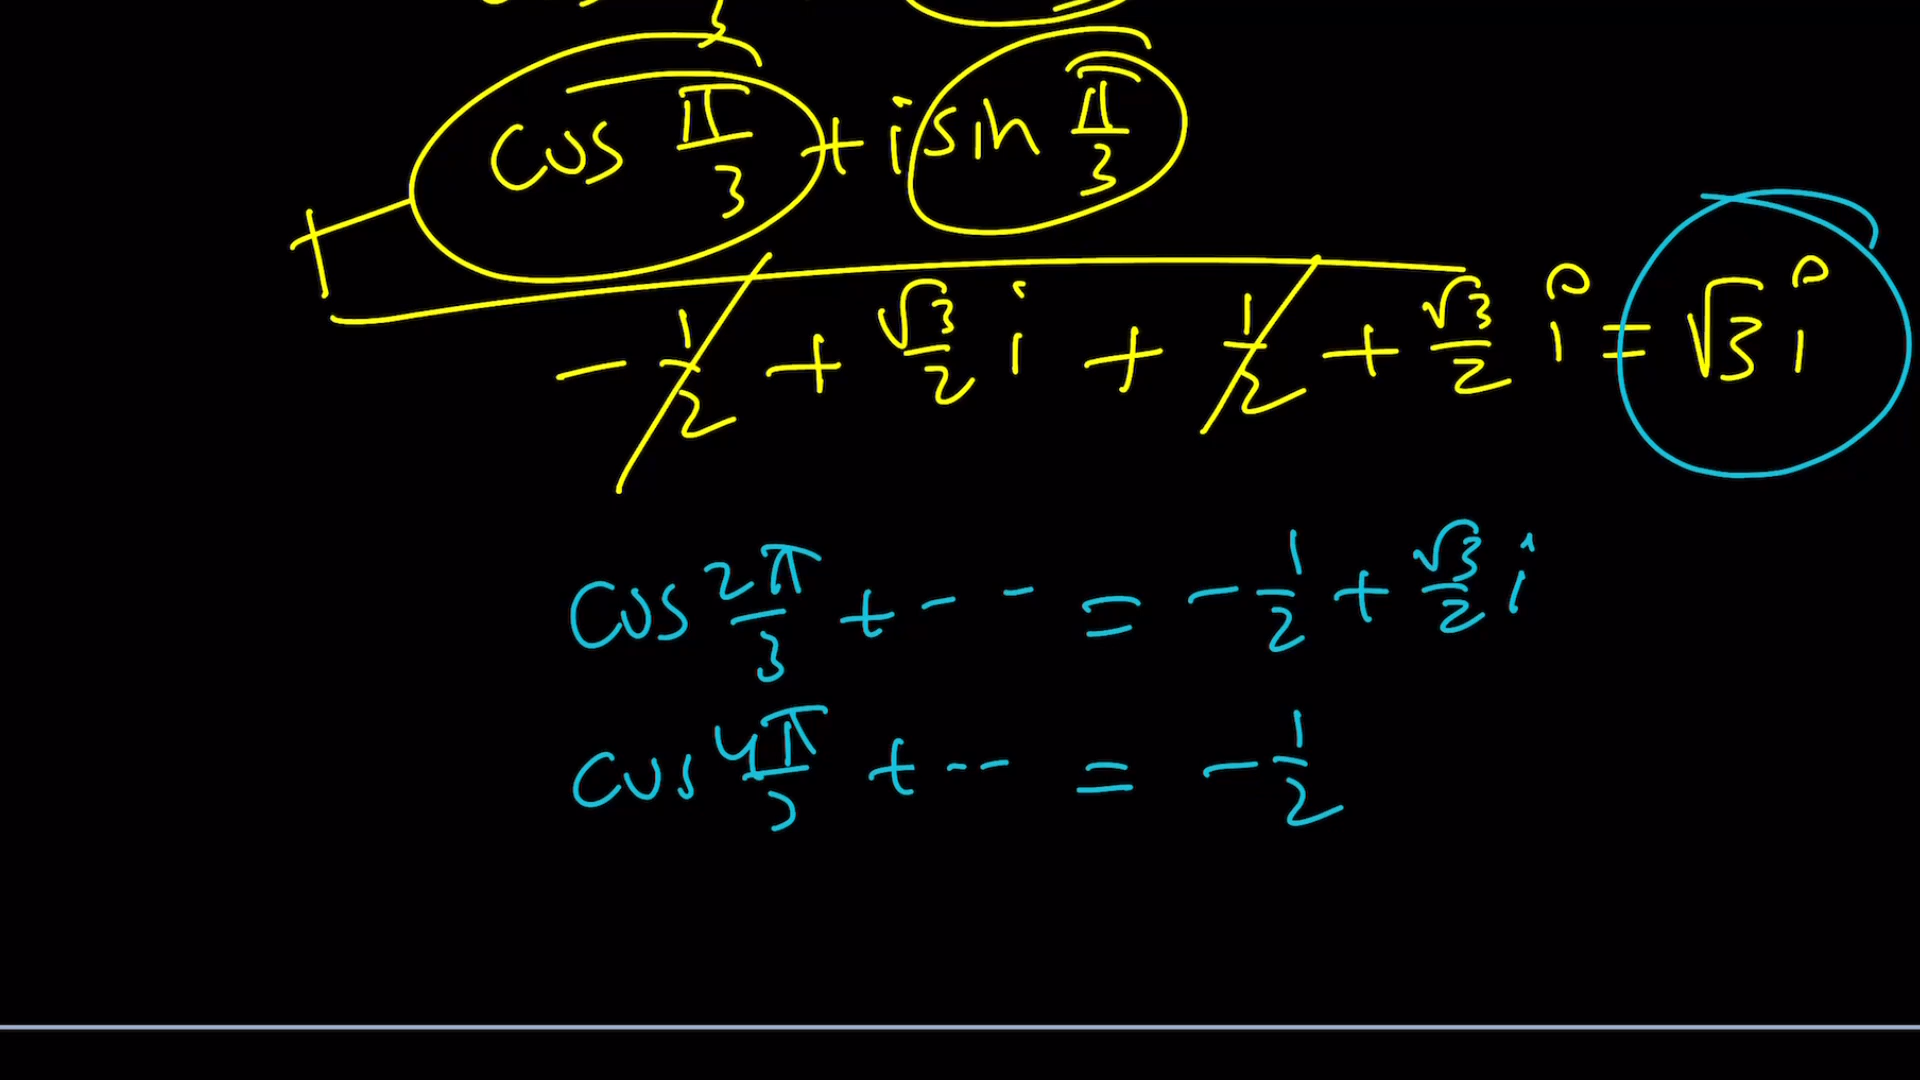 cos π/3 + i sin π/3
+
- 1/2 + √3/2 i + 1/2 + √3/2 i = √3 i
cos 2π/3 + - - = - 1/2 + √3/2 i
cos 4π/3 + - - = - 1/2